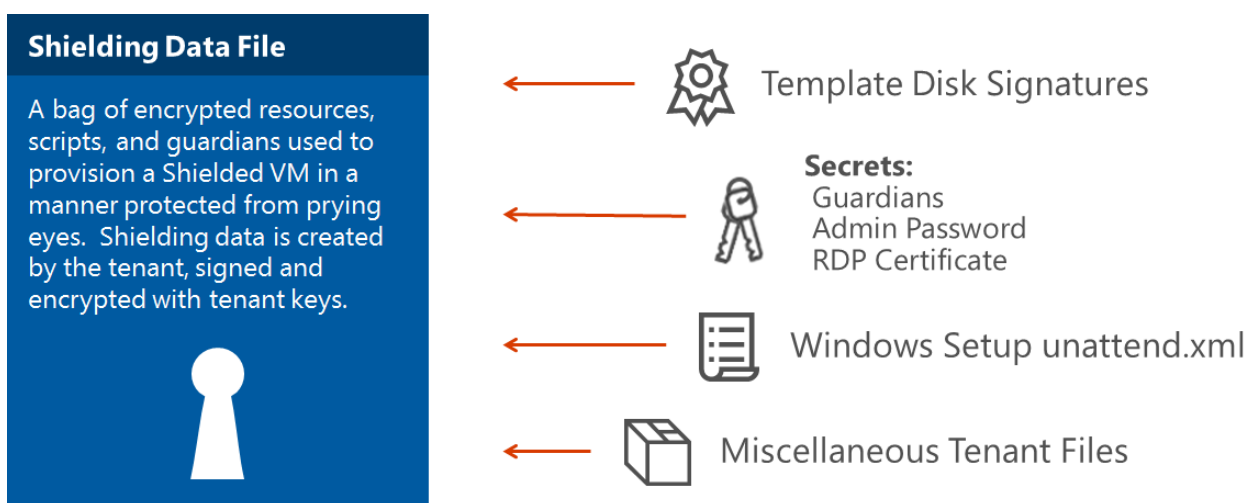 Shielding Data File
A bag of encrypted resources,
scripts, and guardians used to
provision a Shielded VM in a
manner protected from prying
eyes.  Shielding data is created
by the tenant, signed and
encrypted with tenant keys.
Template Disk Signatures
Secrets:
Guardians
Admin Password
RDP Certificate
Windows Setup unattend.xml
Miscellaneous Tenant Files